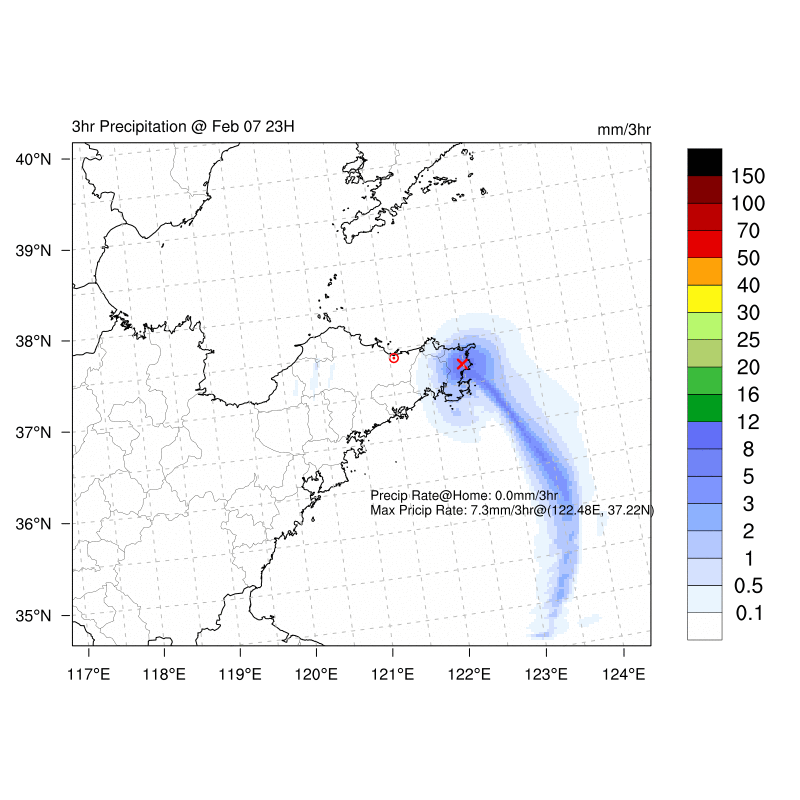 3hr Precipitation @ Feb 07 23H
mm/3hr
40°N
39°N
38°N
37°N
36°N
35°N
Precip Rate@Home: 0.0mm/3hr
Max Pricip Rate: 7.3mm/3hr@(122.48E, 37.22N)
117°E
118°E
119°E
120°E
121°E
122°E
123°E
124°E
150
100
70
50
40
30
25
20
16
12
8
5
3
2
1
0.5
0.1